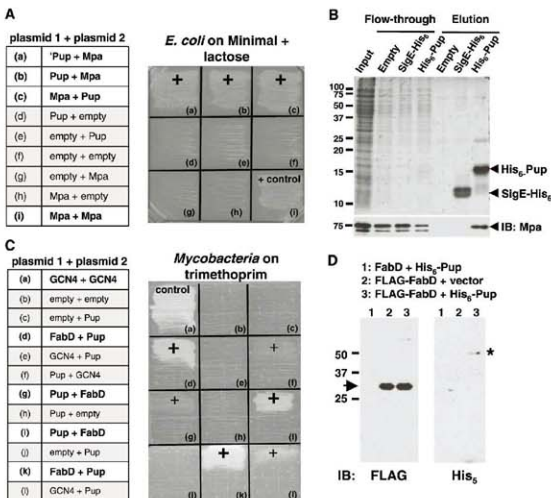 A
plasmid 1 + plasmid 2
(a) 'Pup + Mpa
(b) Pup + Mpa
(c) Mpa + Pup
(d) Pup + empty
(e) empty + Pup
(f) empty + empty
(g) empty + Mpa
(h) Mpa + empty
(i) Mpa + Mpa
E. coli on Minimal +
lactose
+ + +
(a) (b) (c)
(d) (e) (f)
+ control
(g) (h) (i)
B
Flow-through Elution
Input Empty SigE-His6 His6-Pup Empty SigE-His6 His6-Pup
100
75
50
37
25
20
15
10
His6-Pup
SigE-His6
75
IB: Mpa
C
plasmid 1 + plasmid 2
(a) GCN4 + GCN4
(b) empty + empty
(c) empty + Pup
(d) FabD + Pup
(e) GCN4 + Pup
(f) Pup + GCN4
(g) Pup + FabD
(h) Pup + empty
(i) Pup + FabD
(j) empty + Pup
(k) FabD + Pup
(l) GCN4 + Pup
Mycobacteria on
trimethoprim
control
(a) (b) (c)
+ +
(d) (e) (f)
+ +
(g) (h) (i)
+ +
(j) (k) (l)
D
1: FabD + His6-Pup
2: FLAG-FabD + vector
3: FLAG-FabD + His6-Pup
1 2 3 1 2 3
50
37
25
*
IB: FLAG His5